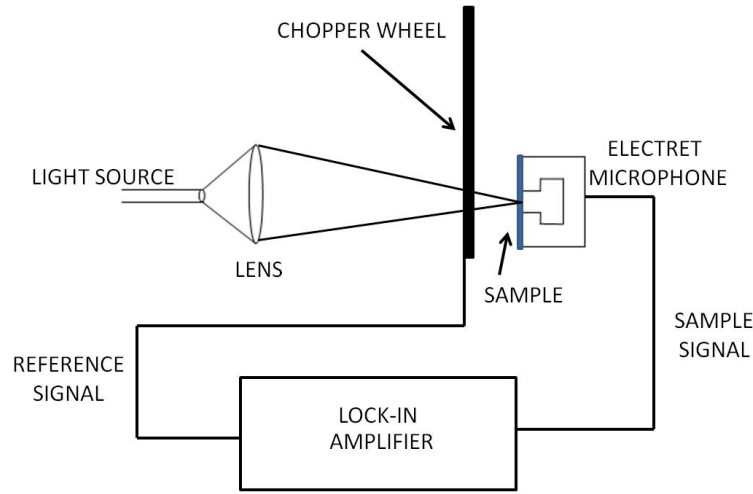 CHOPPER WHEEL
ELECTRET
MICROPHONE
LIGHT SOURCE
LENS
SAMPLE
SAMPLE
SIGNAL
REFERENCE
SIGNAL
LOCK-IN
AMPLIFIER